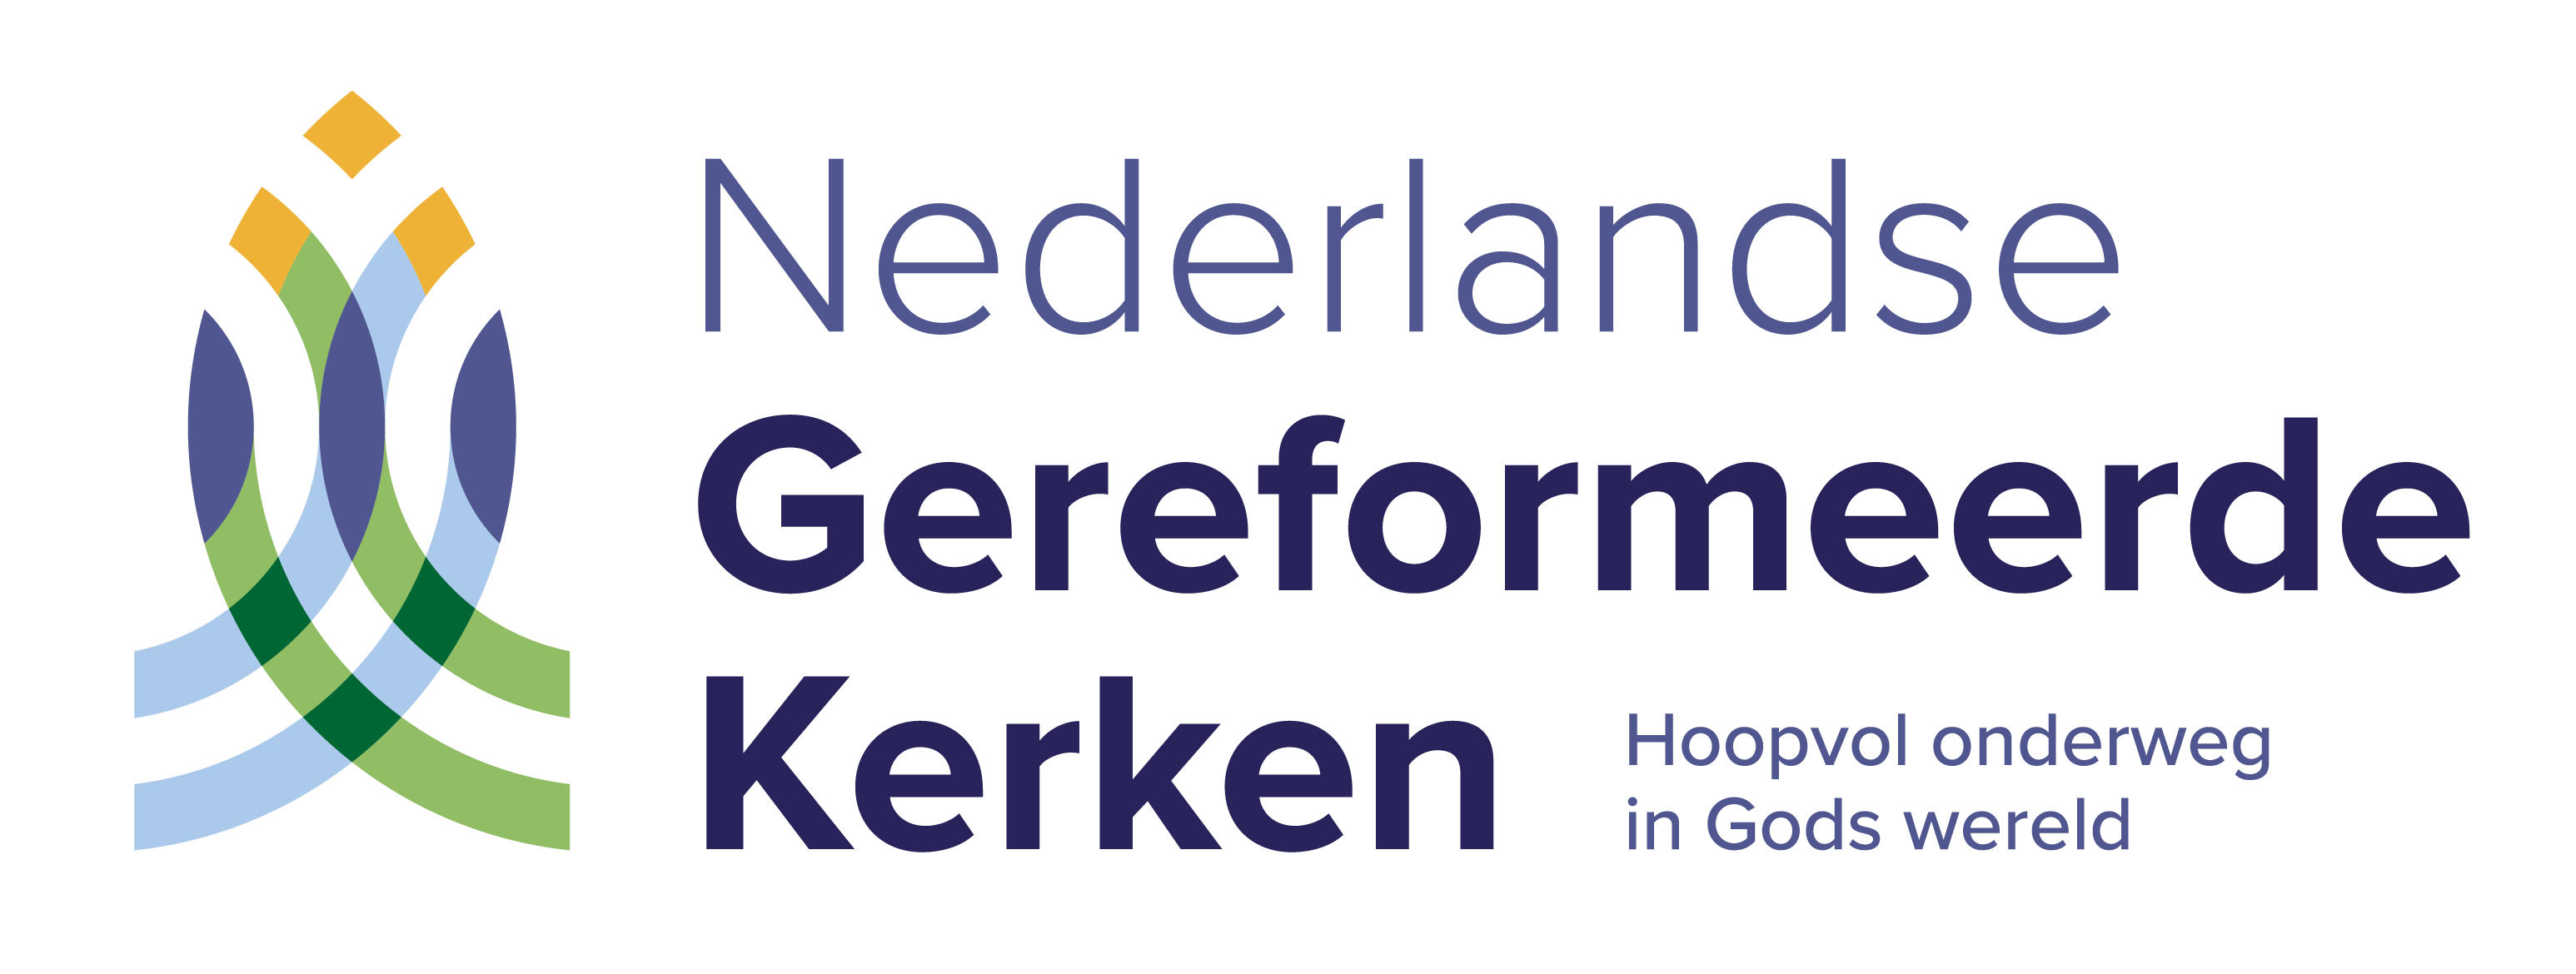 Nederlandse
Gereformeerde
Kerken
Hoopvol onderweg
in Gods wereld